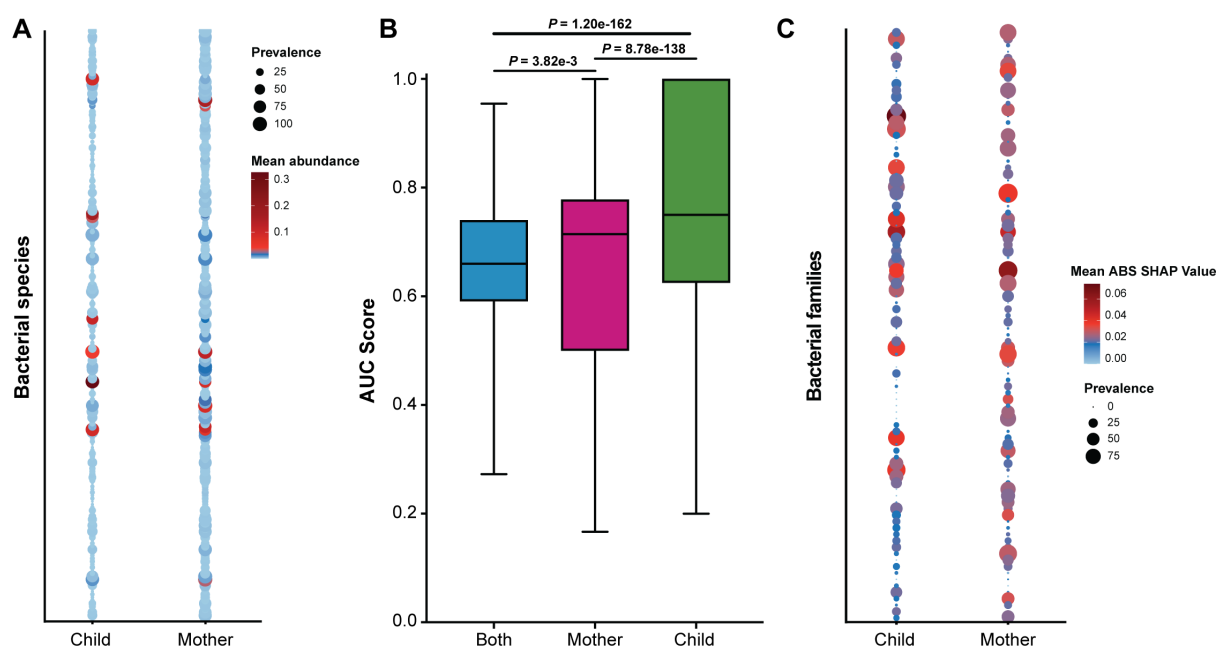 A
Bacterial species
Child
Mother
Prevalence
25
50
75
100
Mean abundance
0.3
0.2
0.1
B
P = 1.20e-162
P = 8.78e-138
P = 3.82e-3
AUC Score
1.0
0.8
0.6
0.4
0.2
0.0
Both
Mother
Child
C
Bacterial families
Child
Mother
Mean ABS SHAP Value
0.06
0.04
0.02
0.00
Prevalence
0
25
50
75